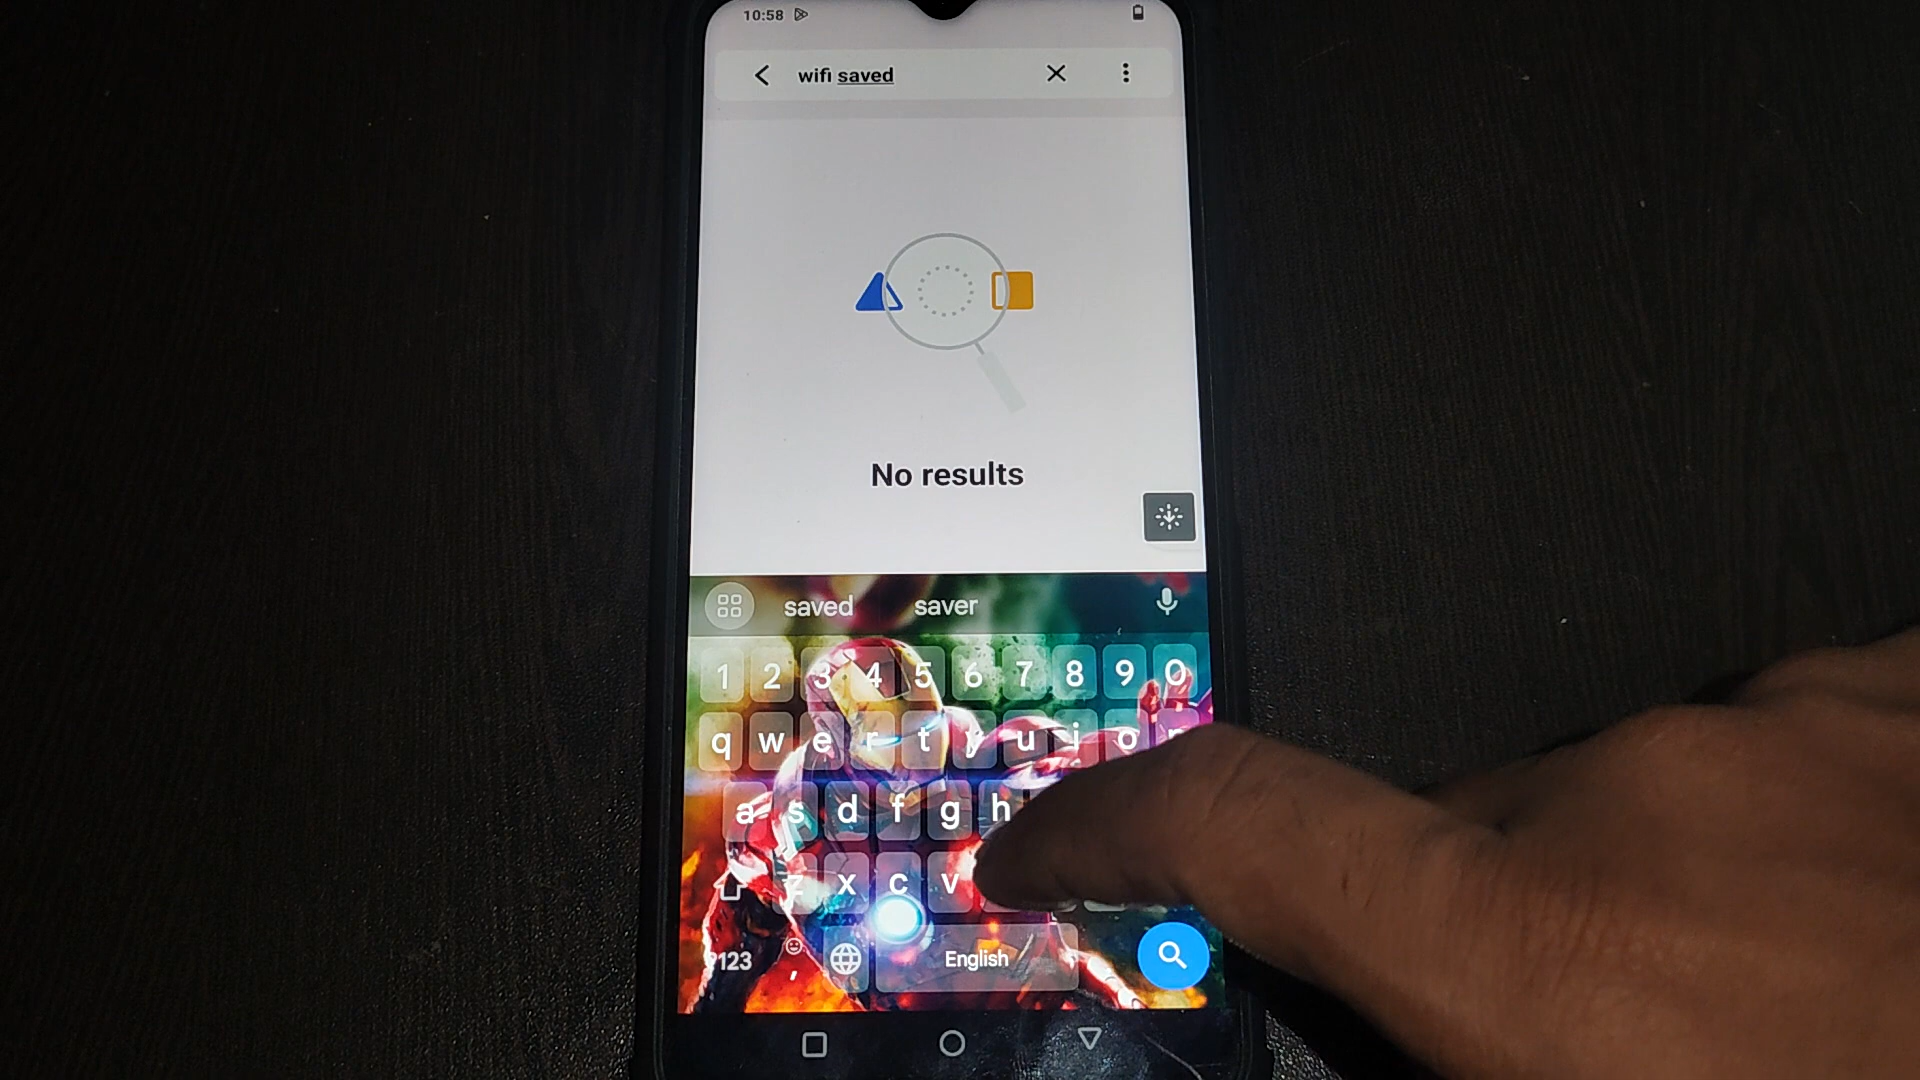 10:58
wifi saved
No results
saved saver
1 2 3 4 5 6 7 8 9 0
q w e r t y u i o p
a s d f g h
z x c v
?123 , English